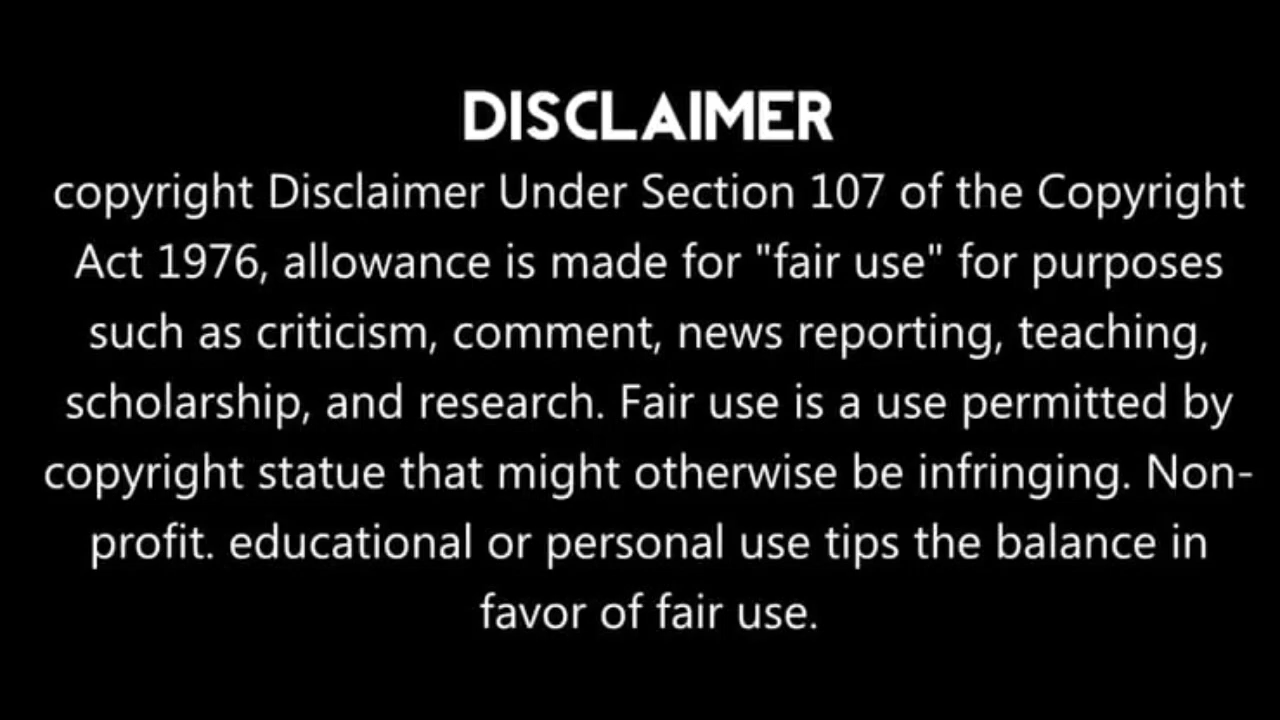 DISCLAIMER
copyright Disclaimer Under Section 107 of the Copyright
Act 1976, allowance is made for "fair use" for purposes
such as criticism, comment, news reporting, teaching,
scholarship, and research. Fair use is a use permitted by
copyright statue that might otherwise be infringing. Non-
profit. educational or personal use tips the balance in
favor of fair use.